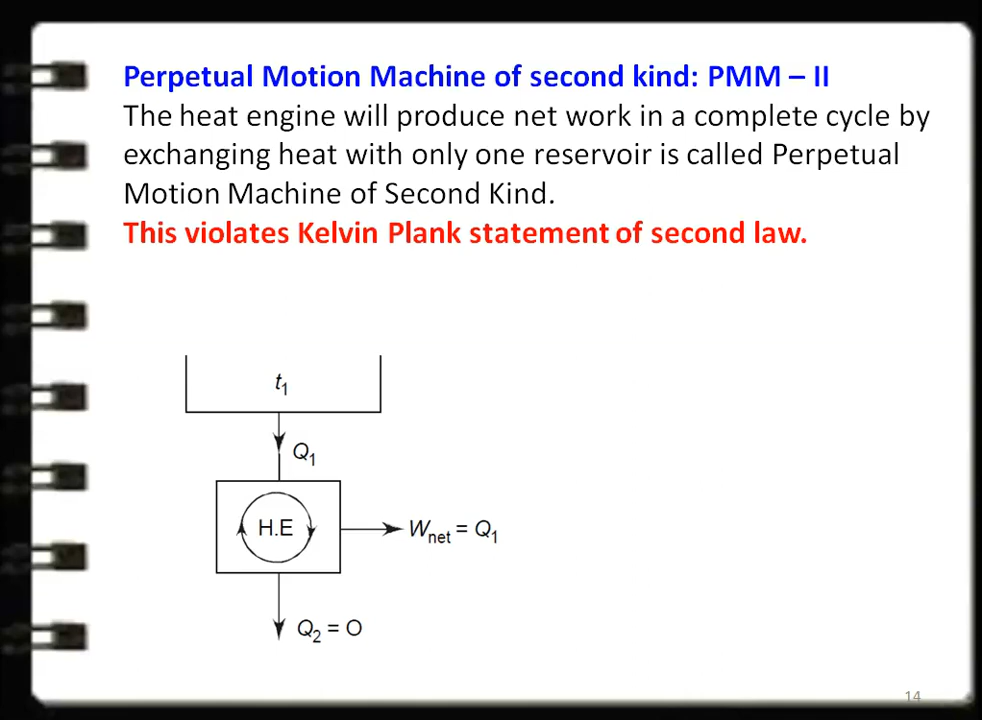 Perpetual Motion Machine of second kind: PMM – II
The heat engine will produce net work in a complete cycle by
exchanging heat with only one reservoir is called Perpetual
Motion Machine of Second Kind.
This violates Kelvin Plank statement of second law.
t₁
Q₁
H.E
Wnet = Q₁
Q₂ = O
14